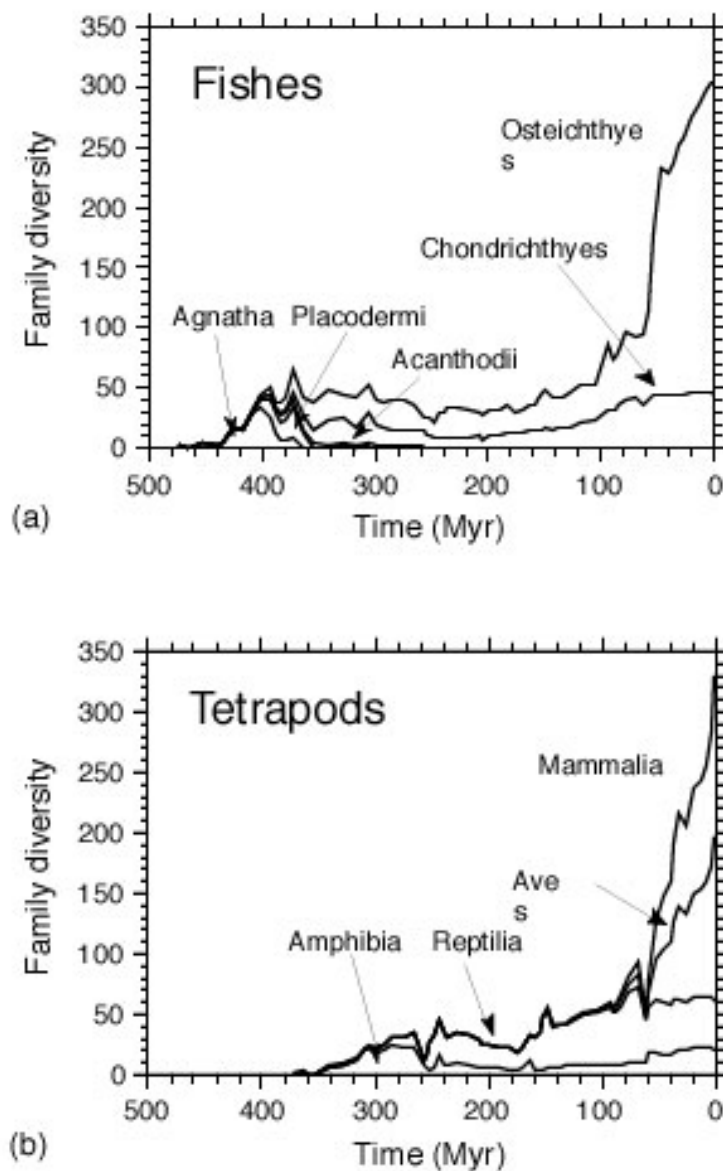 350
300
250
200
150
100
50
0
Family diversity
Fishes
Osteichthye
s
Chondrichthyes
Agnatha
Placodermi
Acanthodii
500
400
300
200
100
0
Time (Myr)
(a)
350
300
250
200
150
100
50
0
Family diversity
Tetrapods
Mammalia
Ave
s
Amphibia
Reptilia
500
400
300
200
100
0
Time (Myr)
(b)